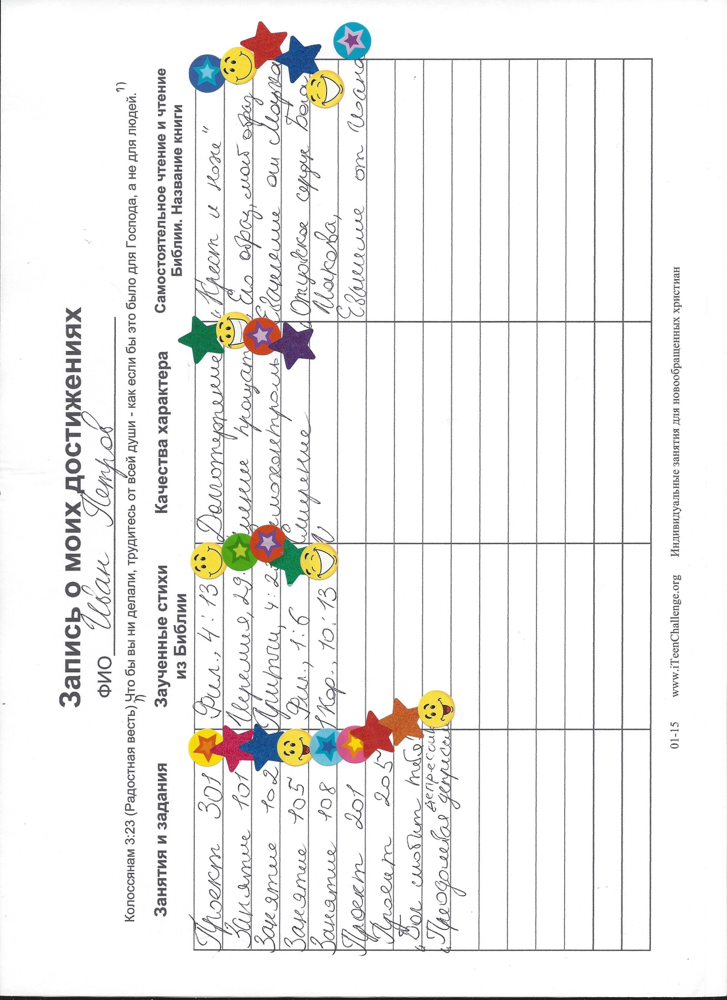 Запись о моих достижениях
ФИО Иван Петров
Колоссянам 3:23 (Радостная весть) "Что бы вы ни делали, трудитесь от всей души - как если бы это было для Господа, а не для людей."
Занятия и задания
Заученные стихи
из Библии
Качества характера
Самостоятельное чтение и чтение
Библии. Название книги
Проект 301
Занятие 101
Занятие 102
Занятие 105
Занятие 108
Проект 201
Проект 205
"Бог любит тебя!
депрессии
"Преодолевая депрессию
Фил., 4:13
Иеремия, 29.
Притчи, 4:2
Фил., 1:6
1 Кор., 10:13
Долготерпение
прощат
Смирение
"Крест и нож"
Его образ, мой образ
Евангелие от Марка
"Отцовское сердце Бога
Иакова,
Евангелие от Иоана
01-15 www.iTeenChallenge.org Индивидуальные занятия для новообращенных христиан